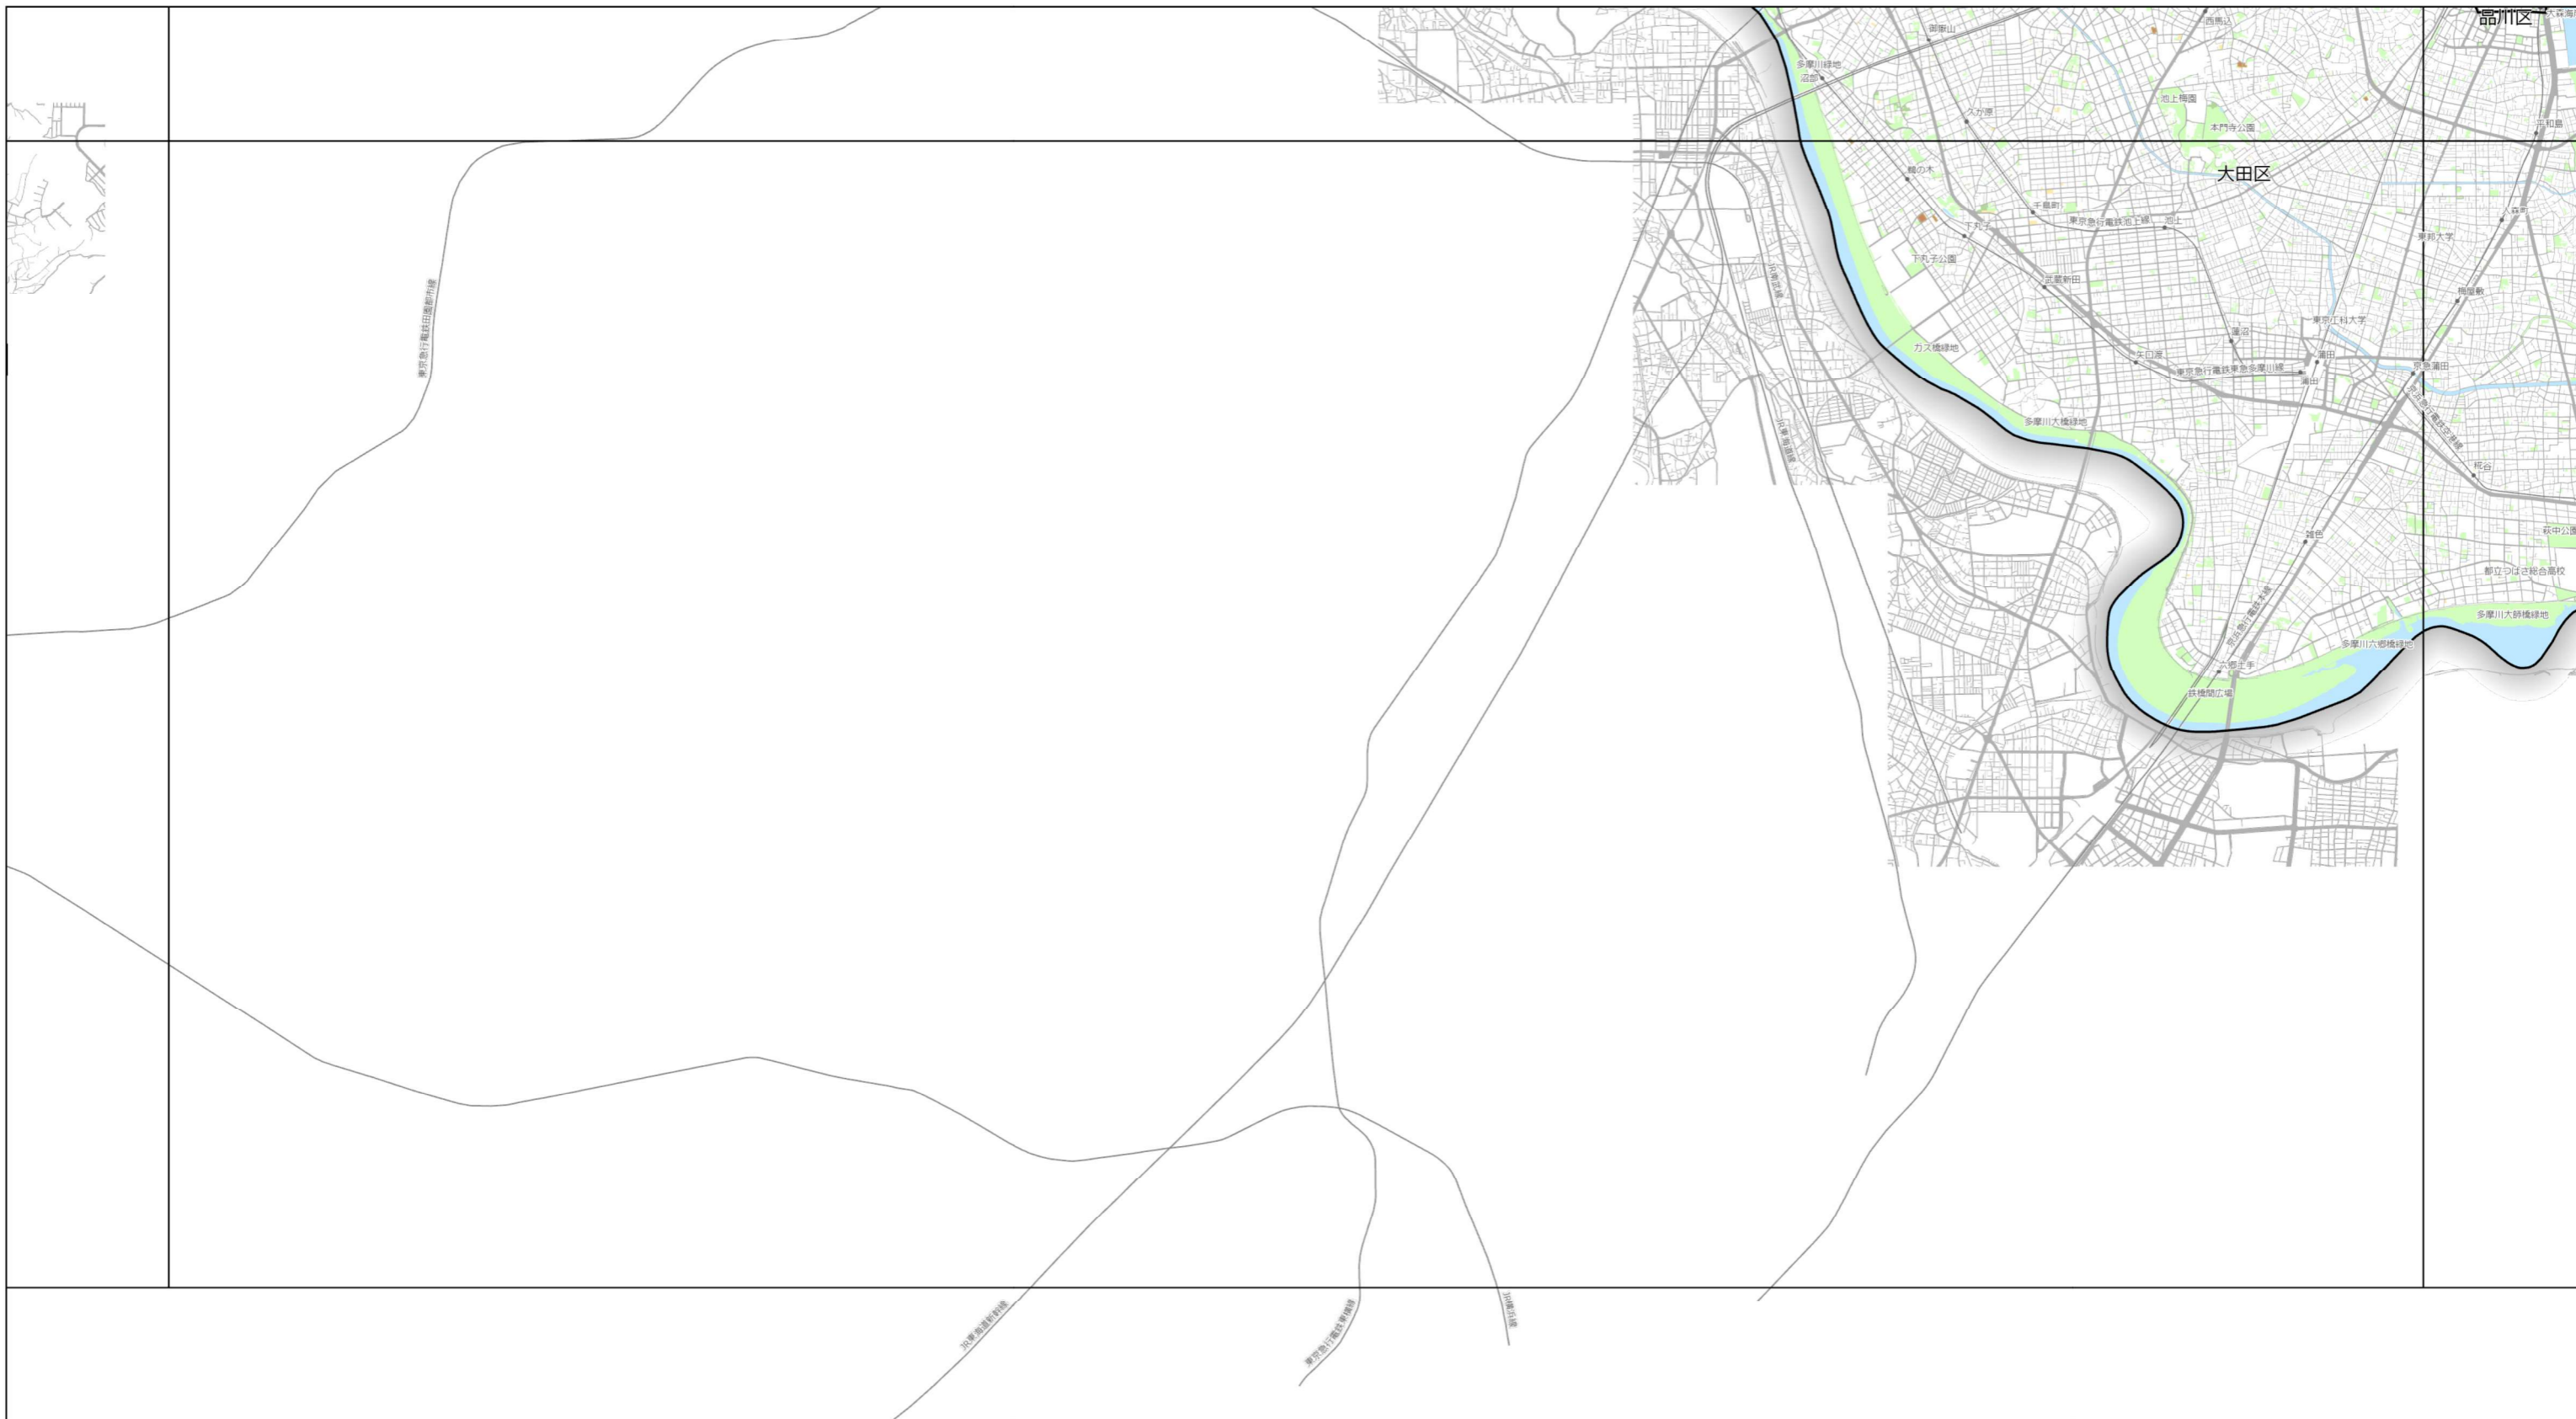 品川区
大森海
西馬込
御嶽山
多摩川緑地
沼部
池上梅園
久が原
本門寺公園
平和島
大田区
鵜の木
千鳥町
東京急行電鉄池上線
池上
大森町
下丸子
東邦大学
下丸子公園
JR南武線
武蔵新田
梅屋敷
東京急行電鉄田園都市線
東京工科大学
蓮沼
ガス橋緑地
矢口渡
蒲田
京急蒲田
東京急行電鉄東急多摩川線
蒲田
京浜急行電鉄空港線
多摩川大橋緑地
JR東海道線
糀谷
萩中公園
雑色
都立つばさ総合高校
京浜急行電鉄本線
多摩川大師橋緑地
多摩川六郷橋緑地
六郷土手
鉄橋間広場
JR東海道新幹線
東京急行電鉄東横線
JR横浜線